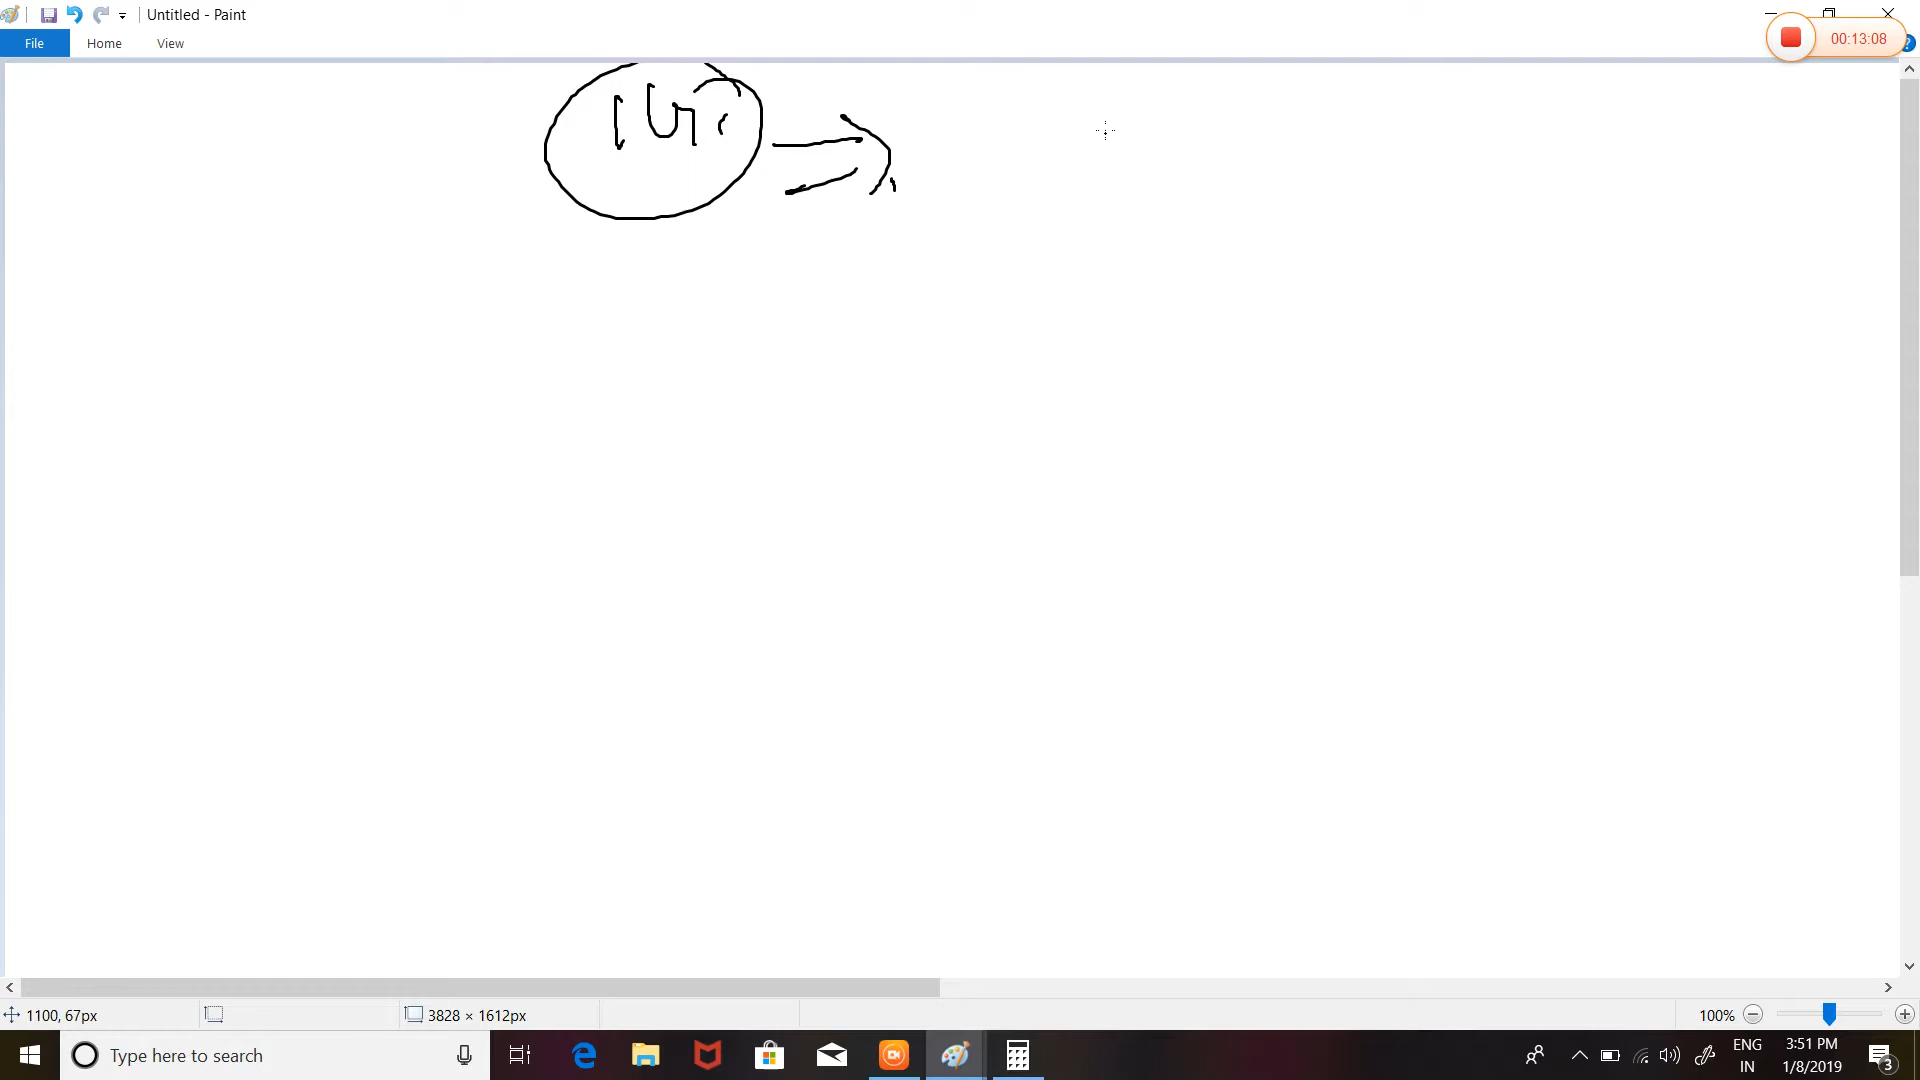 Untitled - Paint
00:13:08
File Home View
1100, 67px 3828 × 1612px 100%
Type here to search ENG 3:51 PM
IN 1/8/2019 3